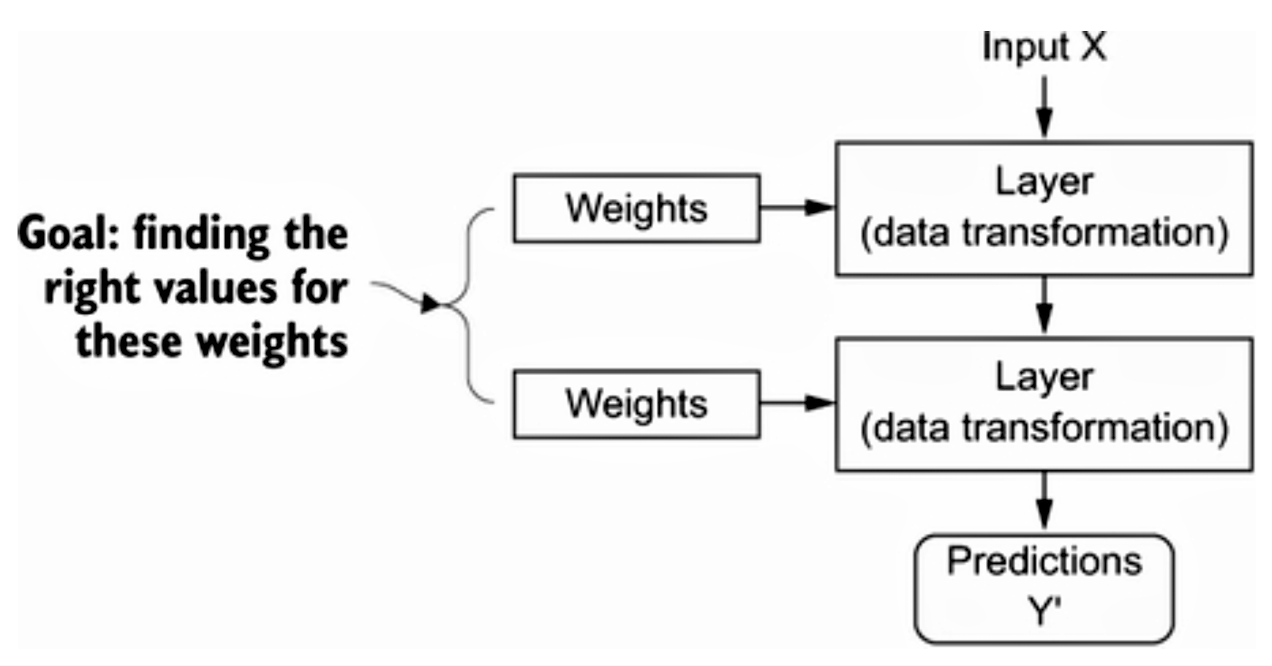 Input X
Layer
(data transformation)
Weights
Goal: finding the
right values for
these weights
Layer
(data transformation)
Weights
Predictions
Y'